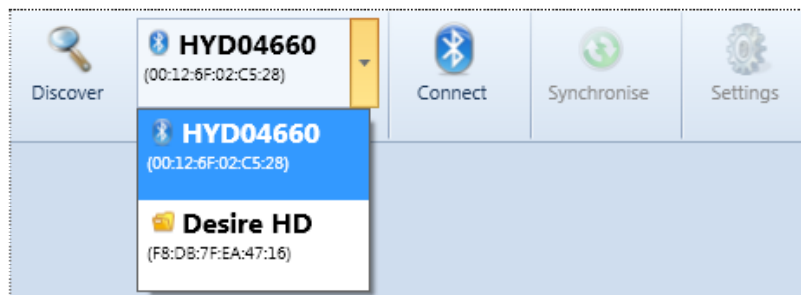 HYD04660
(00:12:6F:02:C5:28)
Discover
Connect
Synchronise
Settings
HYD04660
(00:12:6F:02:C5:28)
Desire HD
(F8:DB:7F:EA:47:16)